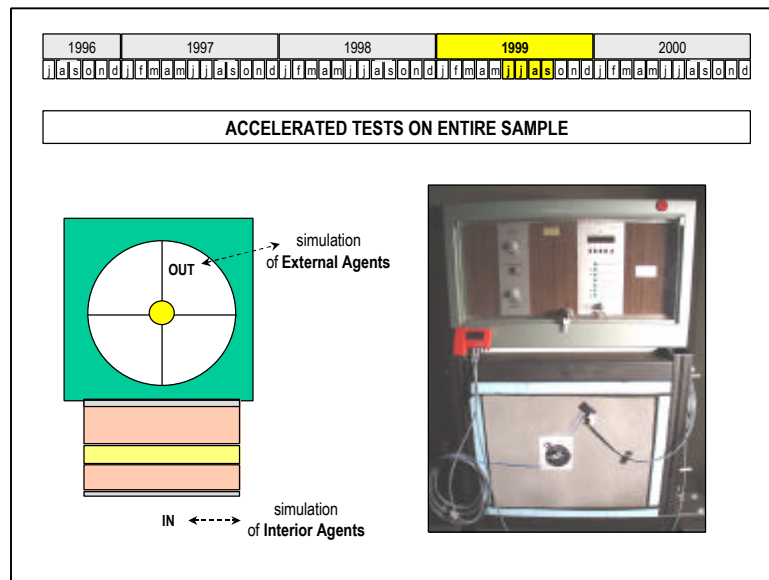 1996 1997 1998 1999 2000
j a s o n d j f m a m j j a s o n d j f m a m j j a s o n d j f m a m j j a s o n d j f m a m j j a s o n d
ACCELERATED TESTS ON ENTIRE SAMPLE
OUT
simulation
of External Agents
IN
simulation
of Interior Agents